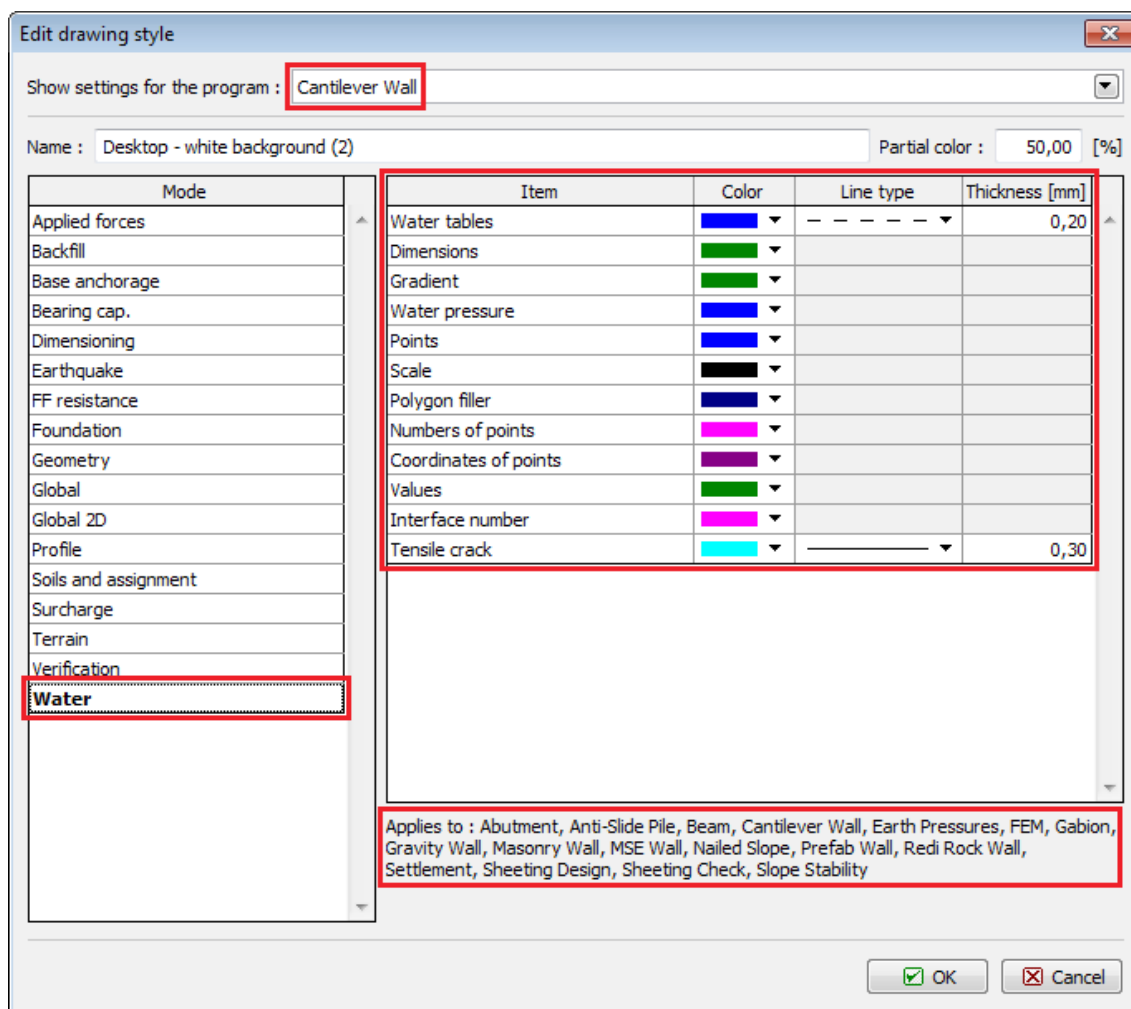 Edit drawing style
Show settings for the program : Cantilever Wall
Name : Desktop - white background (2) Partial color : 50,00 [%]
Mode
Applied forces
Backfill
Base anchorage
Bearing cap.
Dimensioning
Earthquake
FF resistance
Foundation
Geometry
Global
Global 2D
Profile
Soils and assignment
Surcharge
Terrain
Verification
Water
Item Color Line type Thickness [mm]
Water tables 0,20
Dimensions
Gradient
Water pressure
Points
Scale
Polygon filler
Numbers of points
Coordinates of points
Values
Interface number
Tensile crack 0,30
Applies to : Abutment, Anti-Slide Pile, Beam, Cantilever Wall, Earth Pressures, FEM, Gabion,
Gravity Wall, Masonry Wall, MSE Wall, Nailed Slope, Prefab Wall, Redi Rock Wall,
Settlement, Sheeting Design, Sheeting Check, Slope Stability
OK Cancel